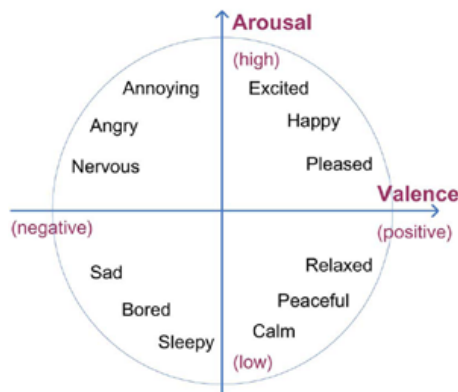 Arousal
(high)
Annoying
Excited
Angry
Happy
Nervous
Pleased
Valence
(negative)
(positive)
Sad
Relaxed
Bored
Peaceful
Sleepy
Calm
(low)